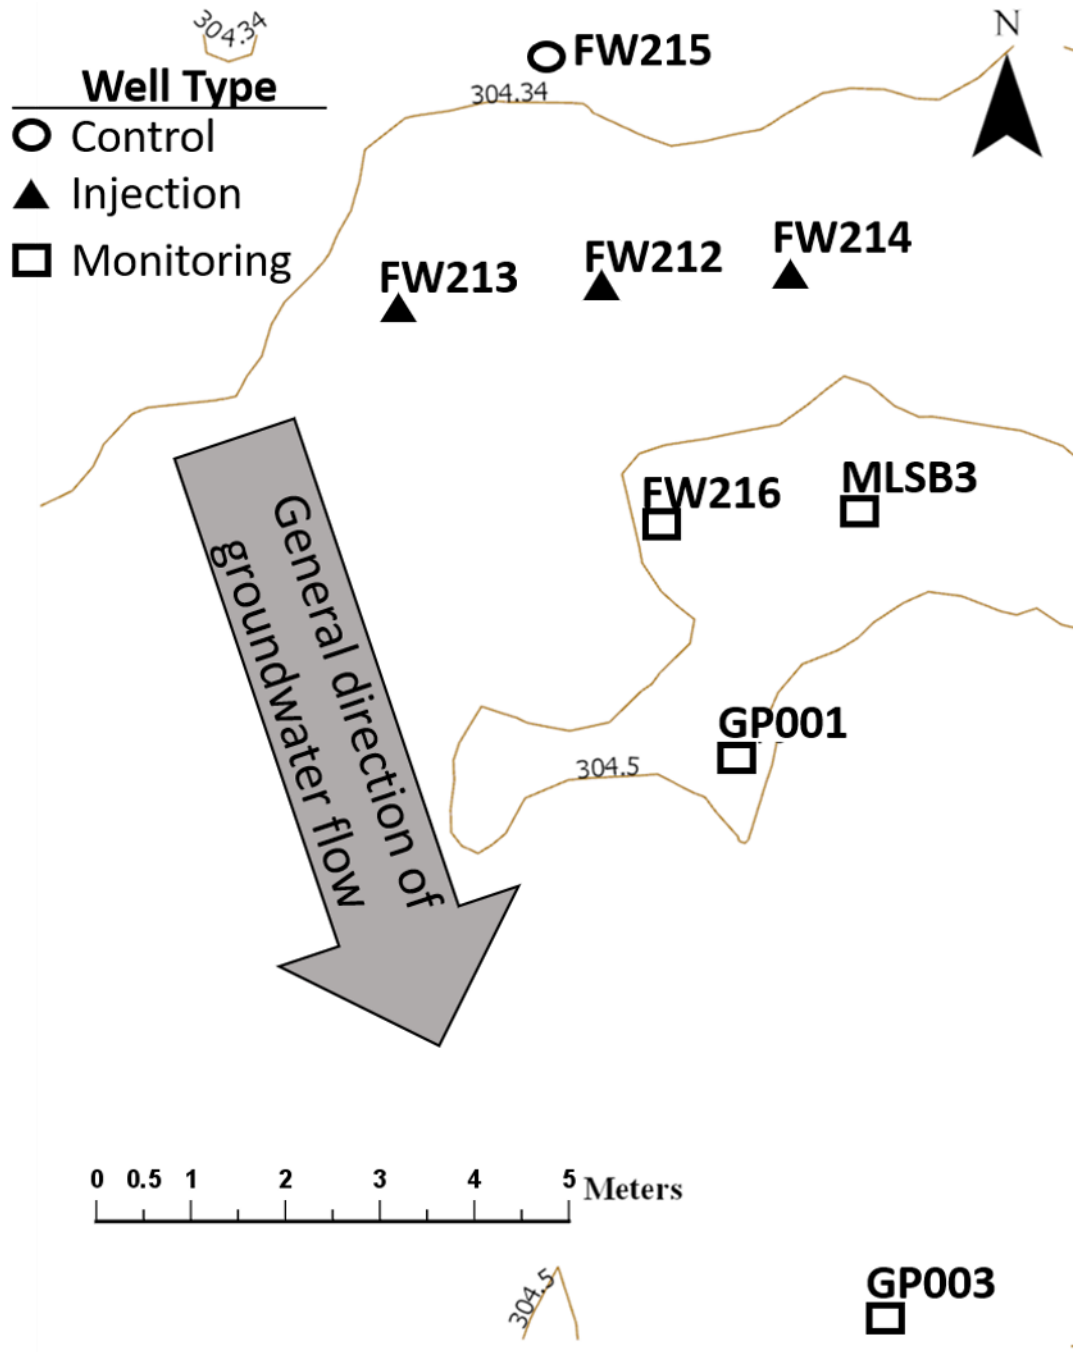 304.34
N
FW215
Well Type
304.34
Control
Injection
Monitoring
FW213
FW212
FW214
FW216
MLSB3
General direction of
groundwater flow
GP001
304.5
0 0.5 1 2 3 4 5 Meters
304.5
GP003